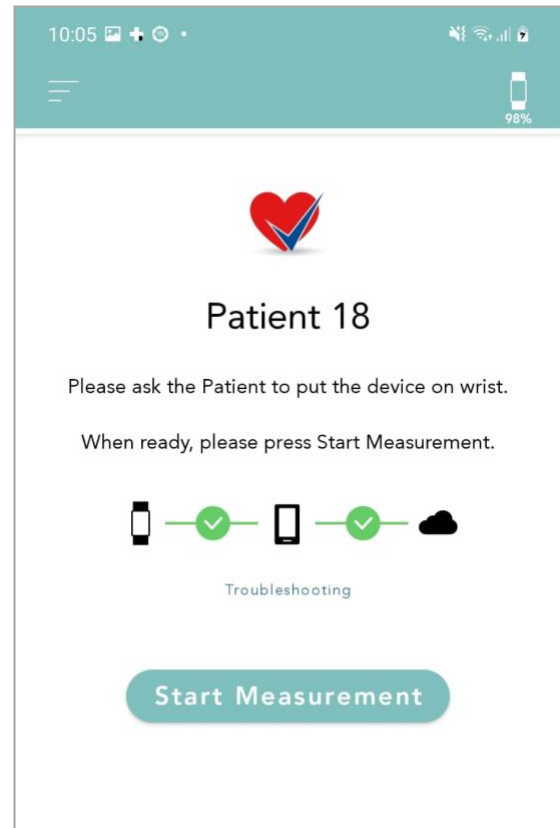 10:05
98%
Patient 18
Please ask the Patient to put the device on wrist.
When ready, please press Start Measurement.
Troubleshooting
Start Measurement